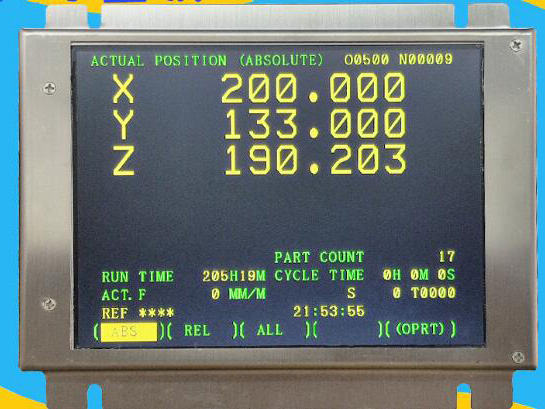 ACTUAL POSITION (ABSOLUTE) O0500 N00009
X 200.000
Y 133.000
Z 190.203
PART COUNT 17
RUN TIME 205H19M CYCLE TIME 0H 0M 0S
ACT. F 0 MM/M S 0 T0000
REF **** 21:53:55
( ABS )( REL )( ALL )( )( (OPRT) )